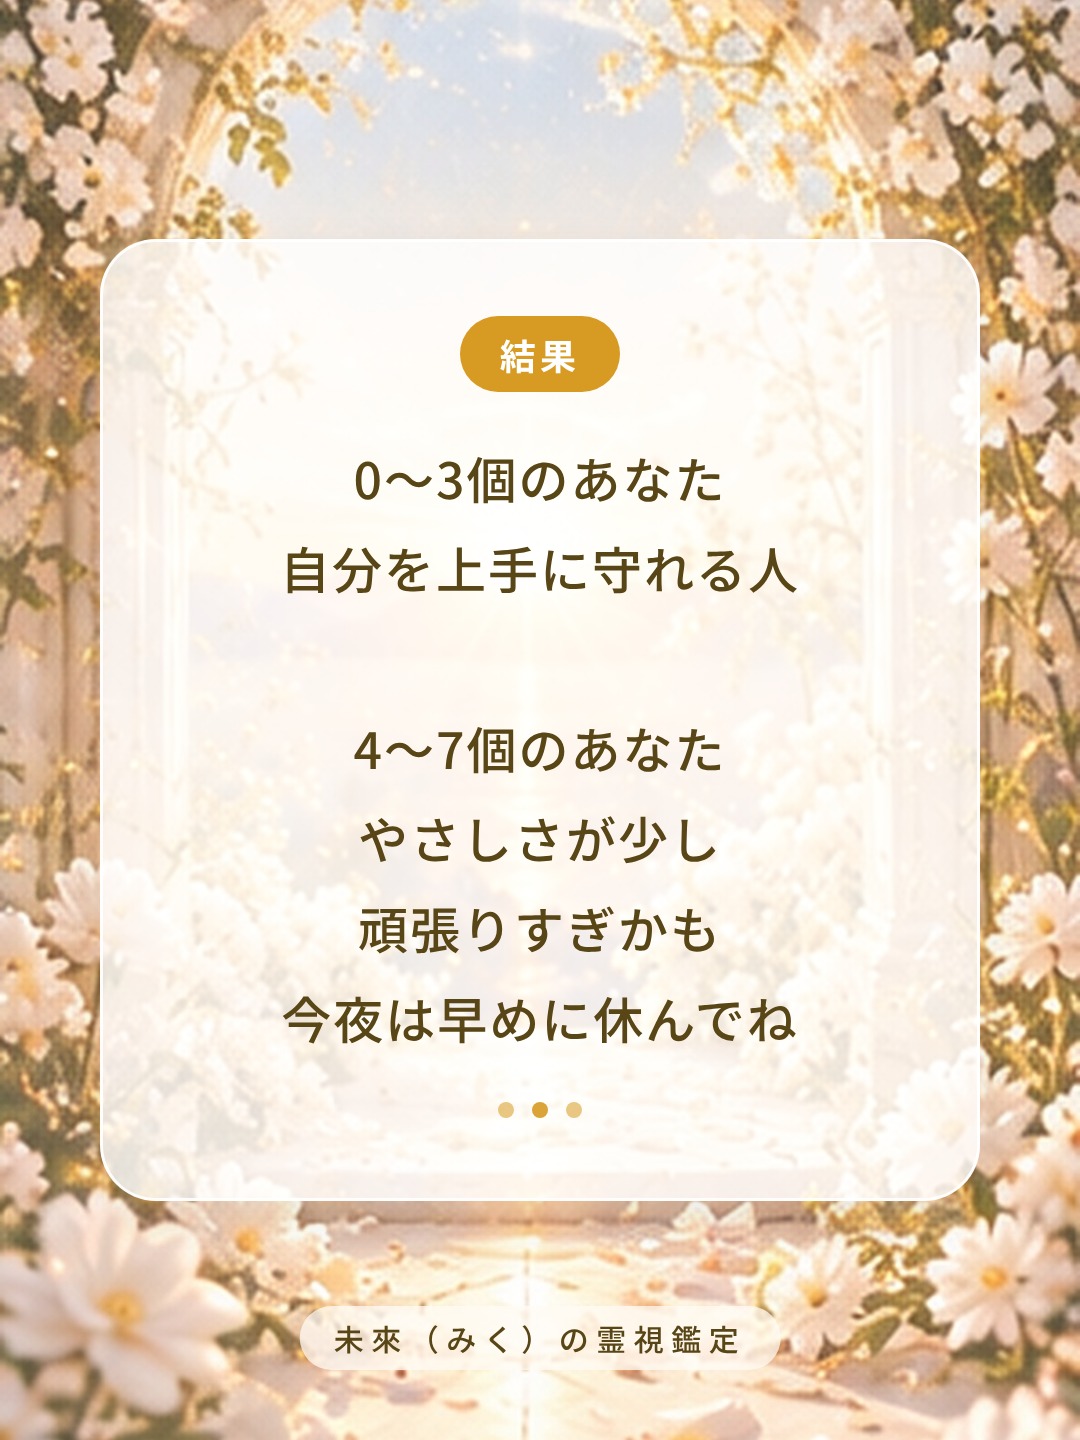 結果
0〜3個のあなた
自分を上手に守れる人
4〜7個のあなた
やさしさが少し
頑張りすぎかも
今夜は早めに休んでね
未來（みく）の霊視鑑定